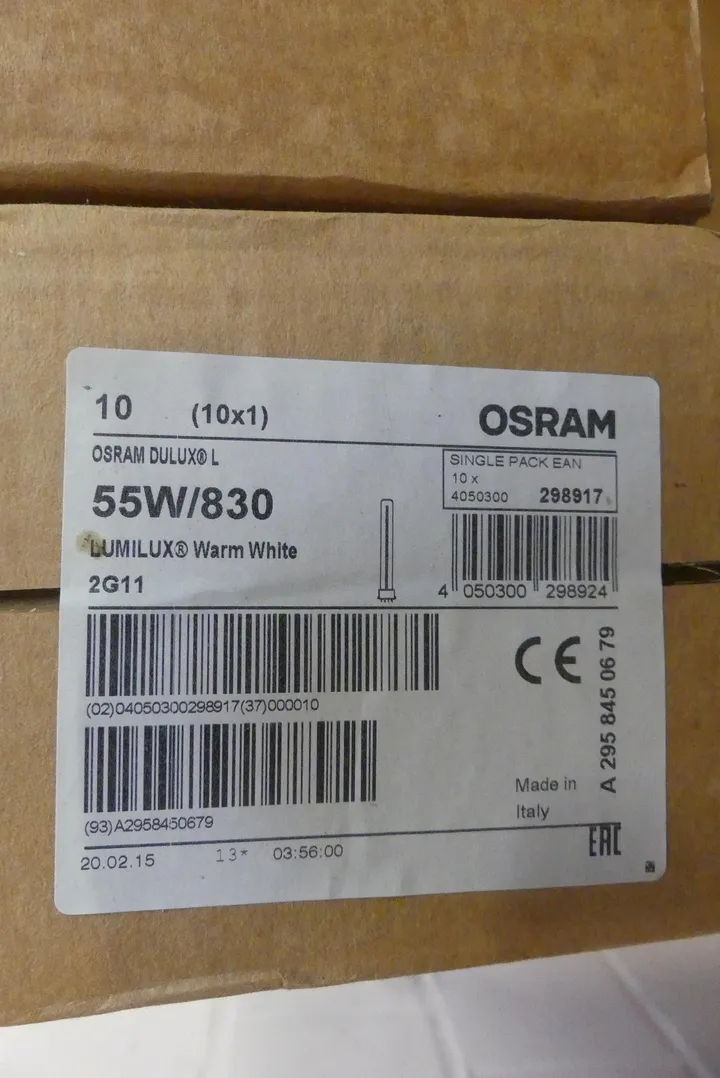 10 (10x1) OSRAM
OSRAM DULUX® L
55W/830
LUMILUX® Warm White
2G11
SINGLE PACK EAN
10 x
4050300 298917
4 050300 298924
(02)04050300298917(37)000010
(93)A2958450679
CE
A 295 845 06 79
Made in
Italy
EAC
20.02.15 13* 03:56:00